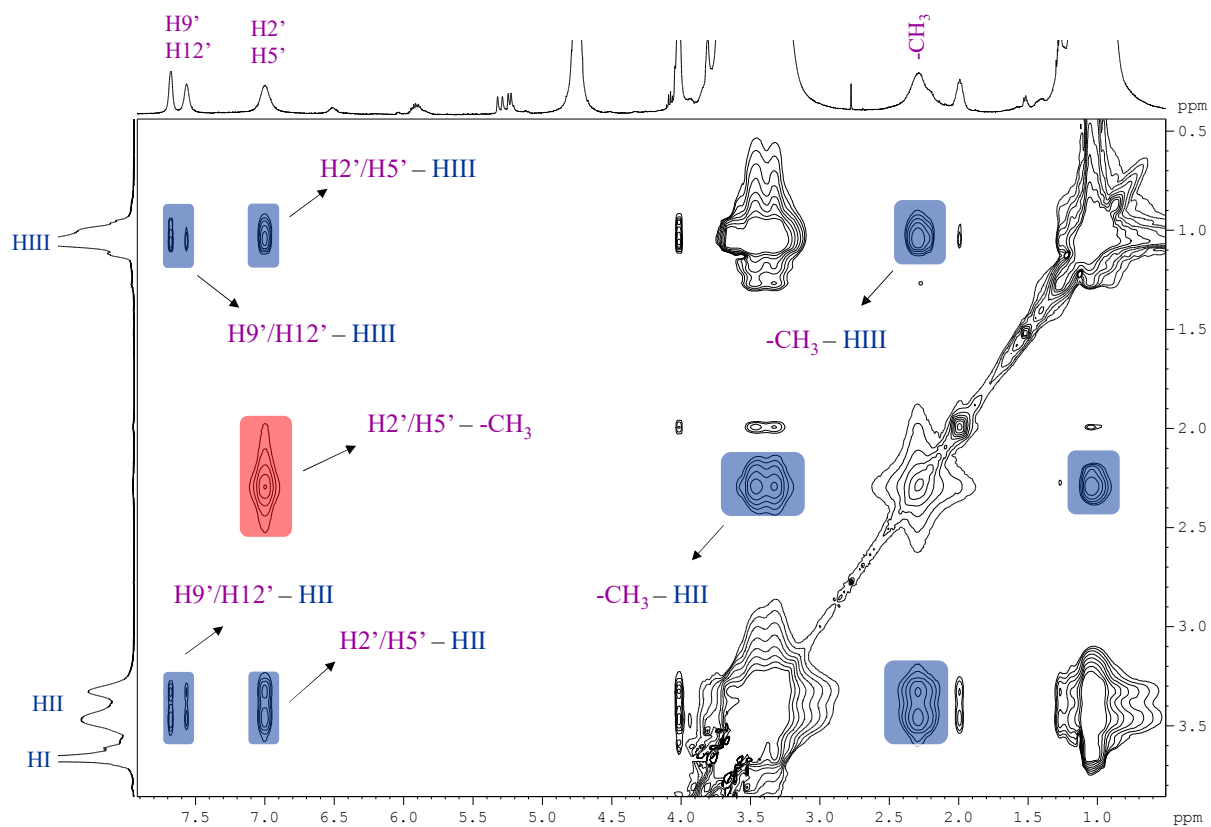 H9’ H2’ -CH₃
H12’ H5’
ppm
0.5
H2’/H5’ – HIII
HIII 1.0
H9’/H12’ – HIII -CH₃ – HIII
1.5
H2’/H5’ – -CH₃ 2.0
2.5
H9’/H12’ – HII -CH₃ – HII
H2’/H5’ – HII 3.0
HII
3.5
HI
7.5 7.0 6.5 6.0 5.5 5.0 4.5 4.0 3.5 3.0 2.5 2.0 1.5 1.0 ppm